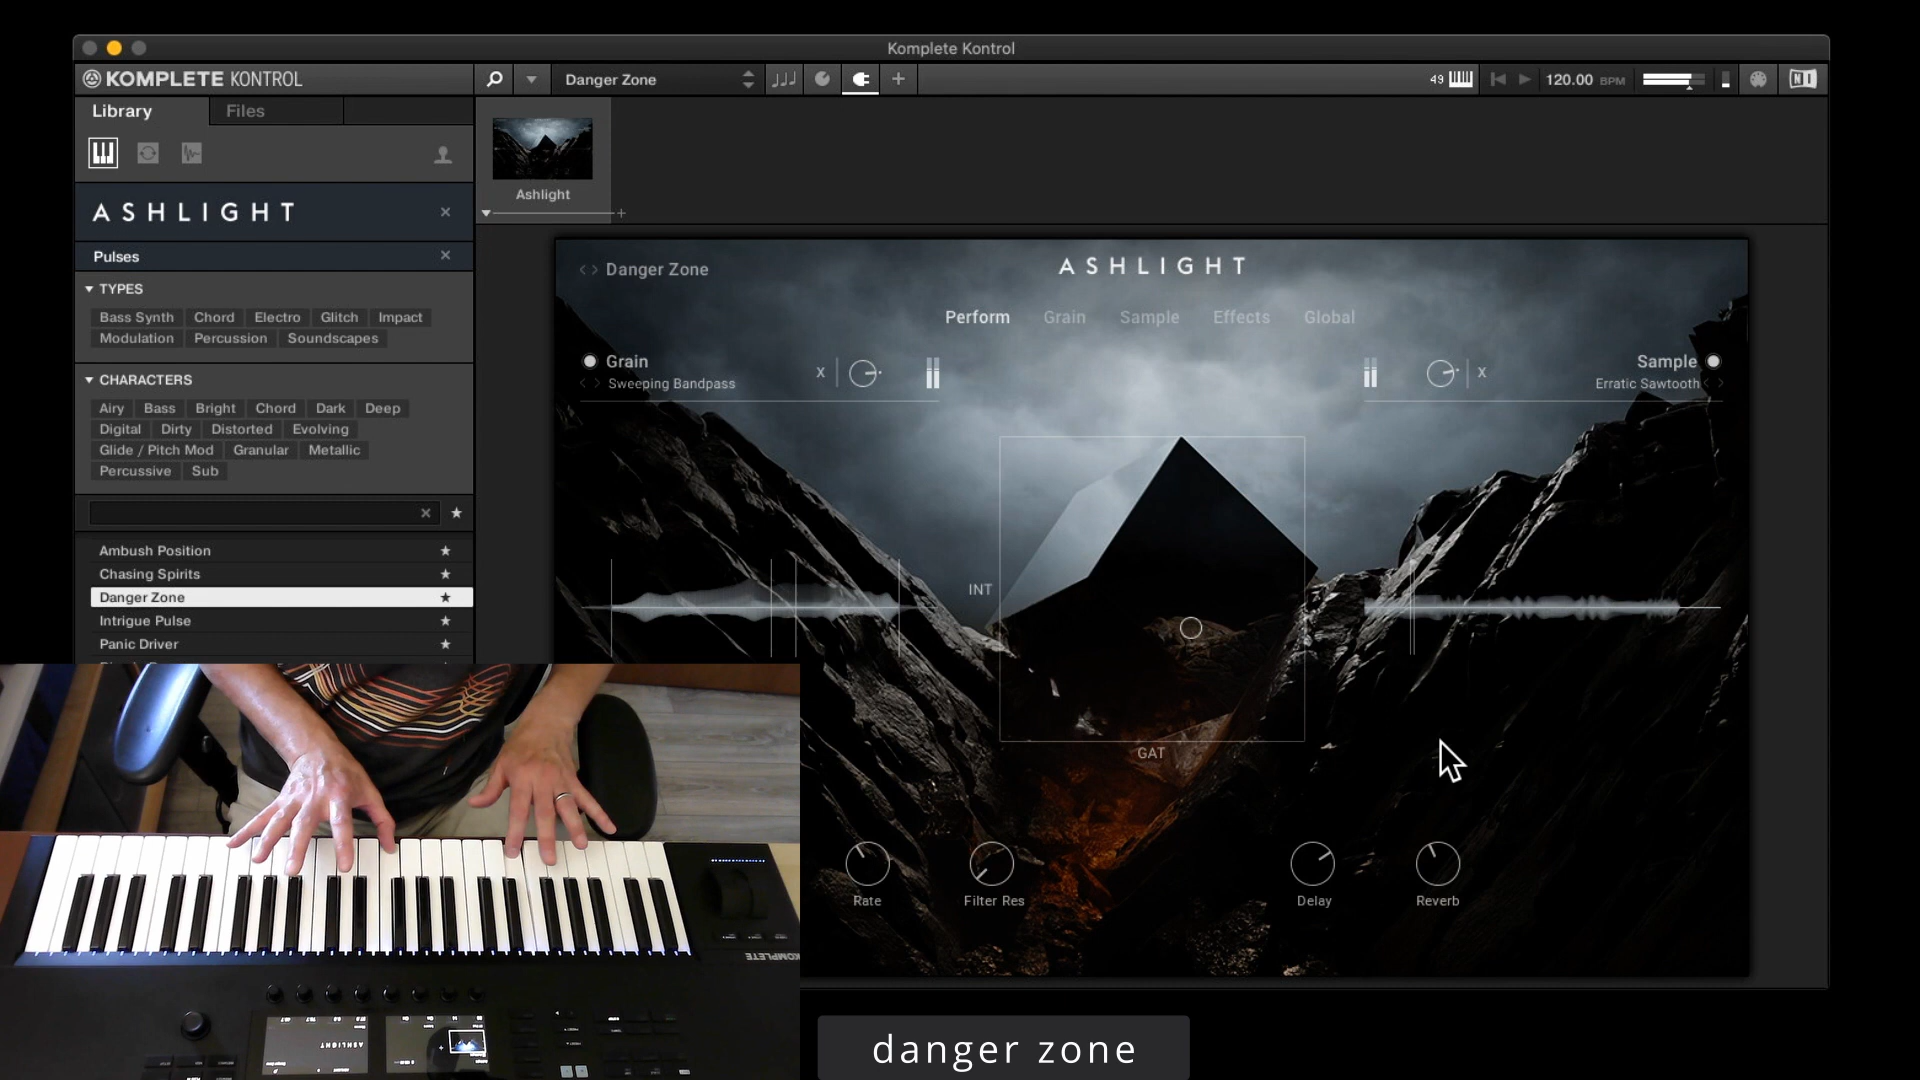 Komplete Kontrol
KOMPLETE KONTROL
Danger Zone
49
120.00 BPM
Library
Files
ASHLIGHT
Pulses
TYPES
Bass Synth
Chord
Electro
Glitch
Impact
Modulation
Percussion
Soundscapes
CHARACTERS
Airy
Bass
Bright
Chord
Dark
Deep
Digital
Dirty
Distorted
Evolving
Glide / Pitch Mod
Granular
Metallic
Percussive
Sub
Ambush Position
Chasing Spirits
Danger Zone
Intrigue Pulse
Panic Driver
Ashlight
Danger Zone
ASHLIGHT
Perform
Grain
Sample
Effects
Global
Grain
Sweeping Bandpass
X
Sample
Erratic Sawtooth
X
INT
GAT
Rate
Filter Res
Delay
Reverb
KOMPLETE
ASHLIGHT
danger zone